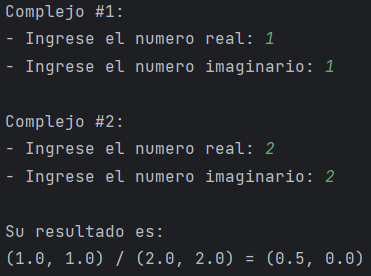 Complejo #1:
- Ingrese el numero real: 1
- Ingrese el numero imaginario: 1
Complejo #2:
- Ingrese el numero real: 2
- Ingrese el numero imaginario: 2
Su resultado es:
(1.0, 1.0) / (2.0, 2.0) = (0.5, 0.0)